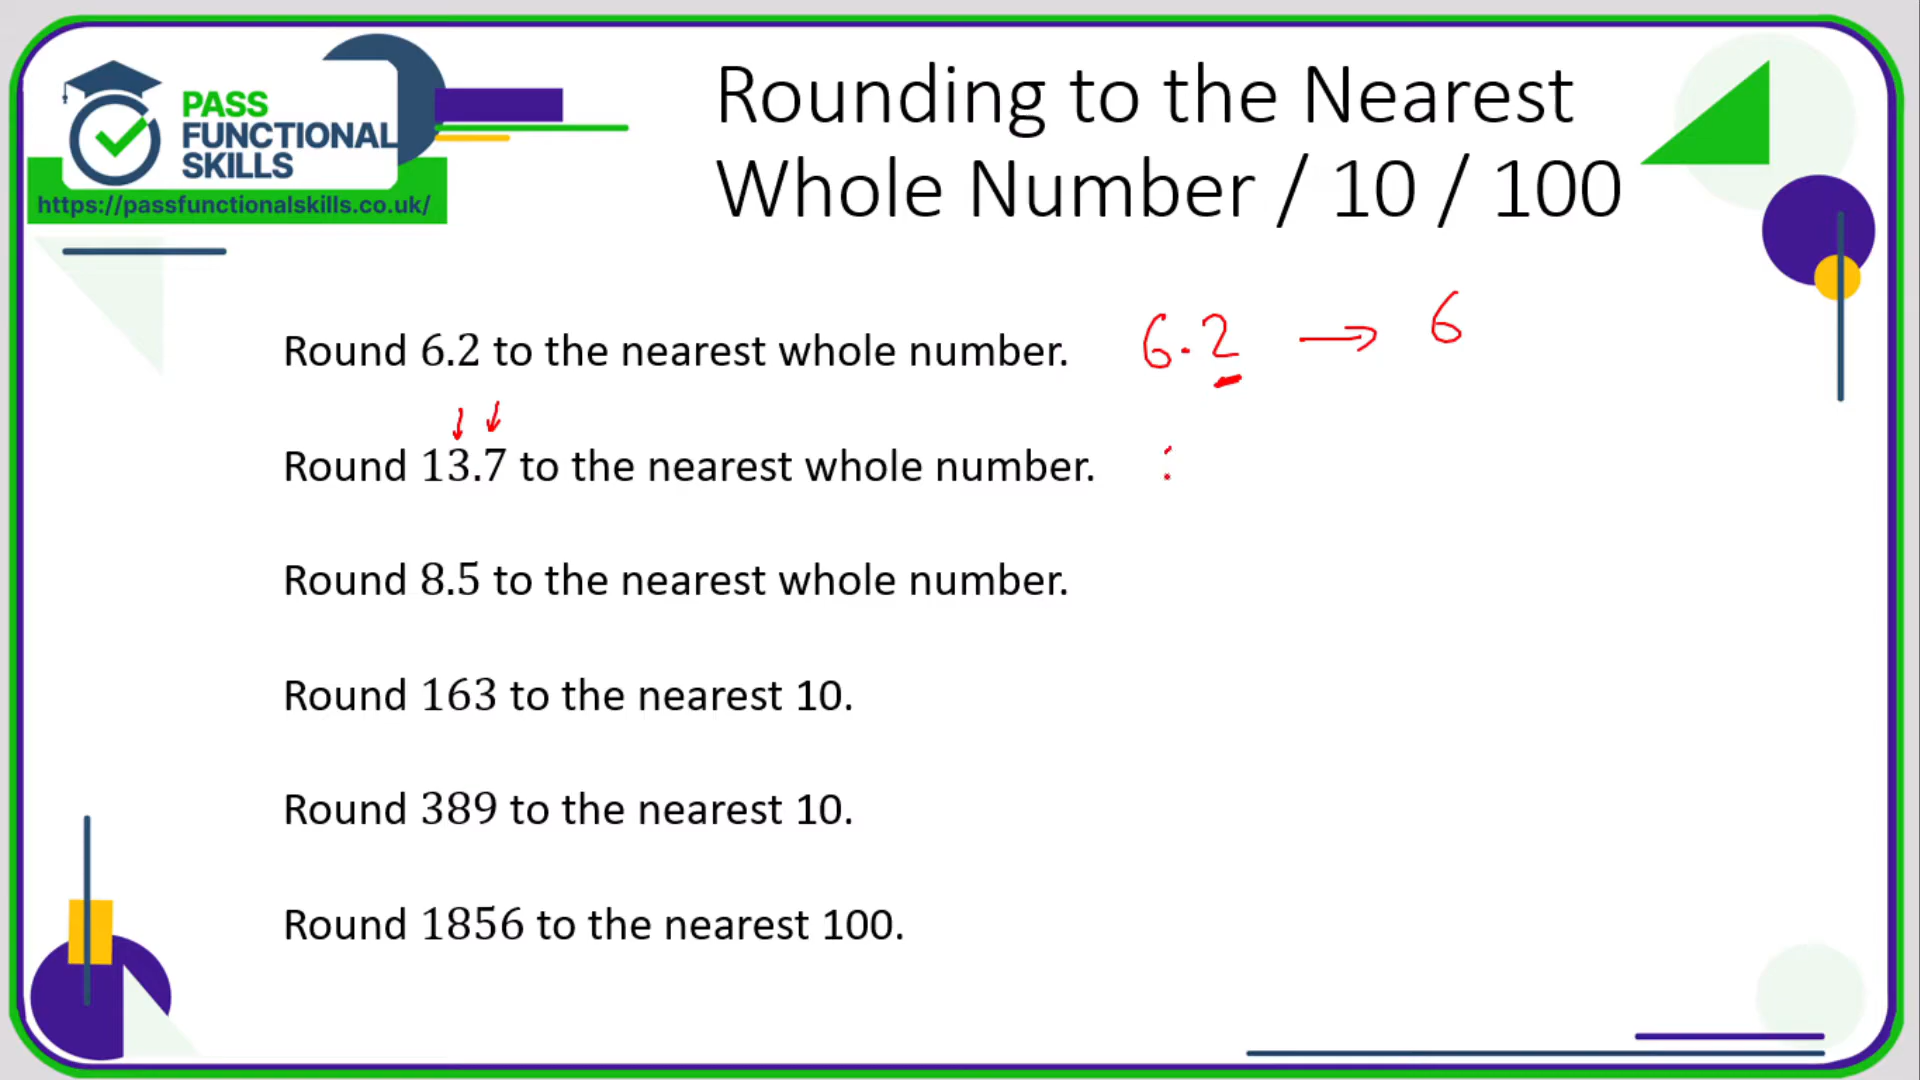 PASS
FUNCTIONAL
SKILLS
https://passfunctionalskills.co.uk/
Rounding to the Nearest
Whole Number / 10 / 100
Round 6.2 to the nearest whole number. 6.2 → 6
Round 13.7 to the nearest whole number. :
Round 8.5 to the nearest whole number.
Round 163 to the nearest 10.
Round 389 to the nearest 10.
Round 1856 to the nearest 100.